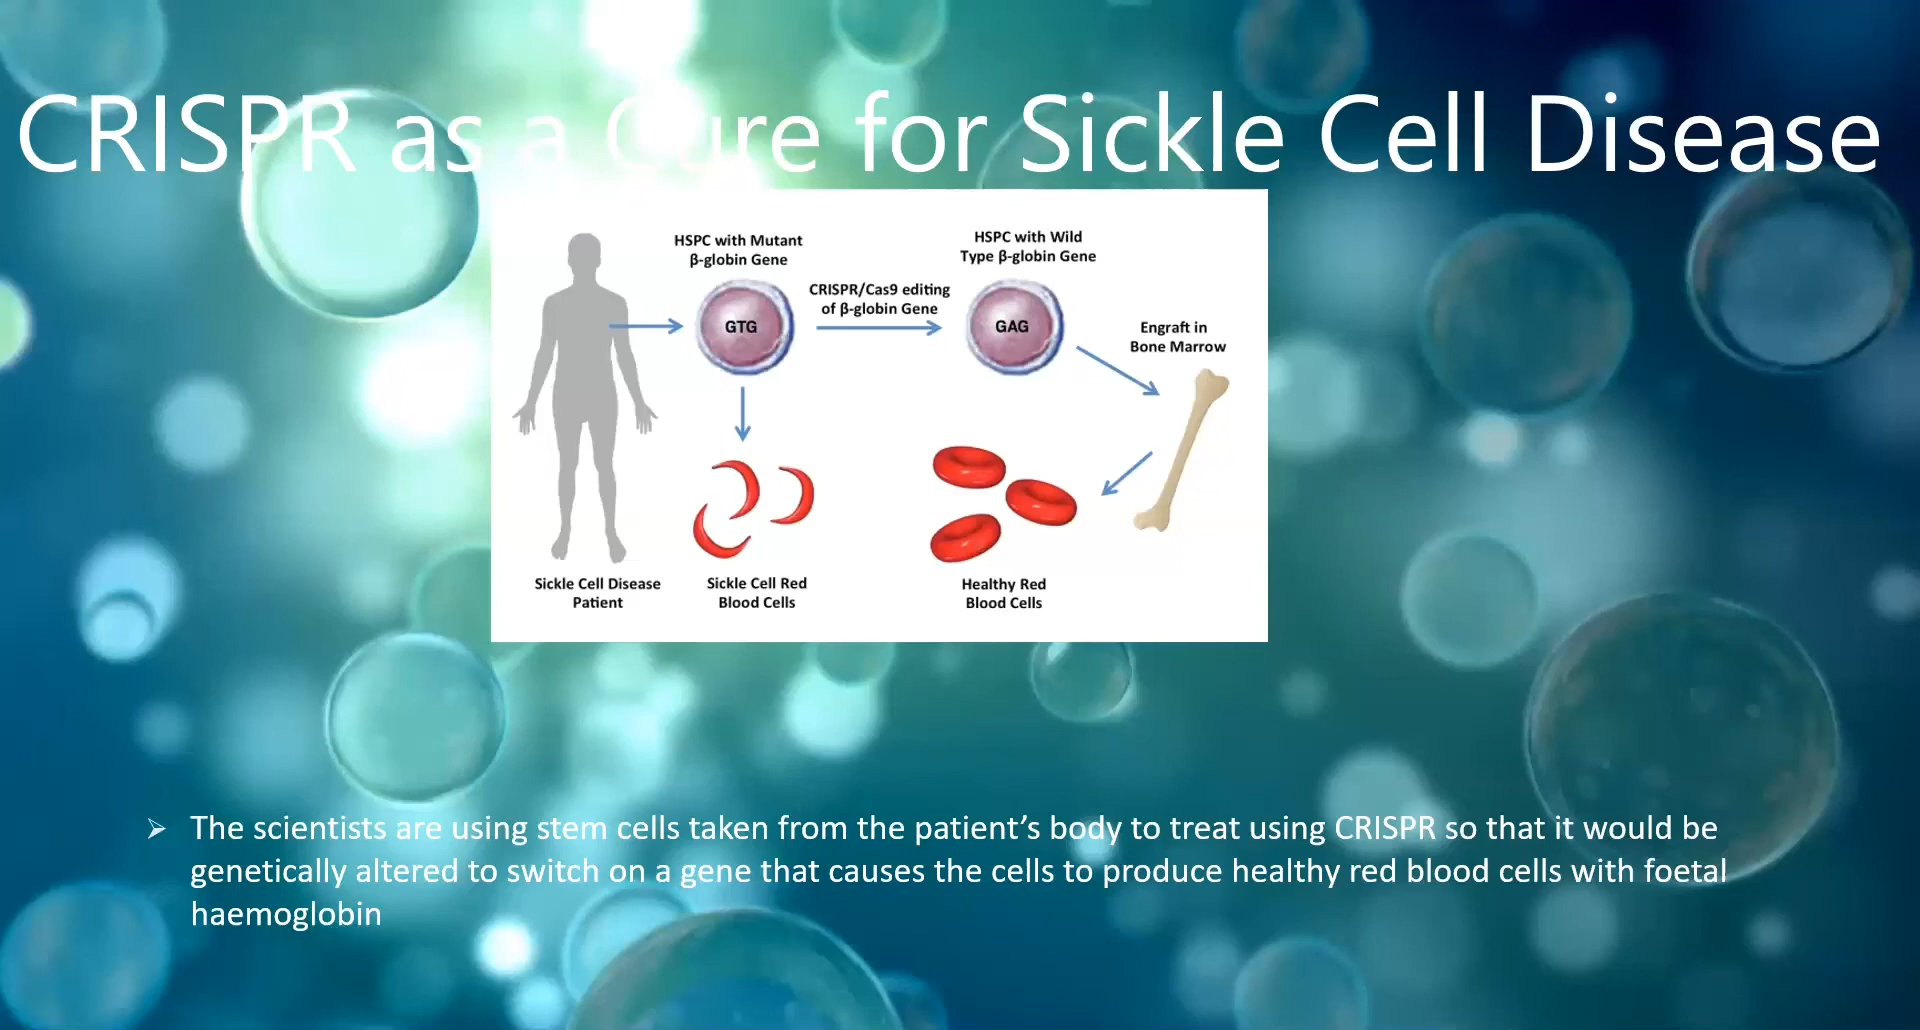 CRISPR as a Cure for Sickle Cell Disease
HSPC with Mutant
β-globin Gene
CRISPR/Cas9 editing
of β-globin Gene
HSPC with Wild
Type β-globin Gene
GTG
GAG
Engraft in
Bone Marrow
Sickle Cell Disease
Patient
Sickle Cell Red
Blood Cells
Healthy Red
Blood Cells
➢ The scientists are using stem cells taken from the patient’s body to treat using CRISPR so that it would be
genetically altered to switch on a gene that causes the cells to produce healthy red blood cells with foetal
haemoglobin